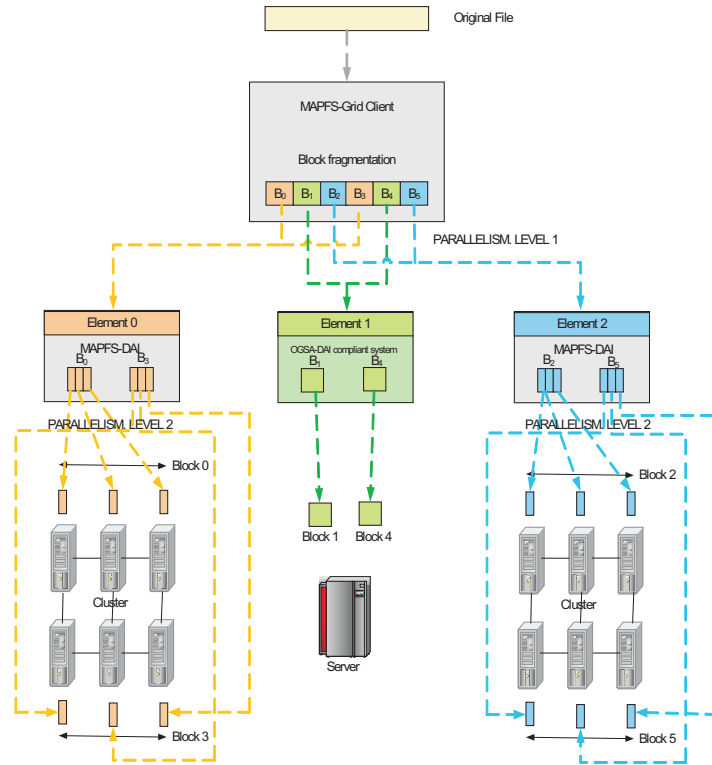 Original File
MAPFS-Grid Client
Block fragmentation
B0 B1 B2 B3 B4 B5
PARALLELISM. LEVEL 1
Element 0
MAPFS-DAI
B0 B3
PARALLELISM. LEVEL 2
Block 0
Cluster
Block 3
Element 1
OGSA-DAI compliant system
B1 B4
Block 1 Block 4
Server
Element 2
MAPFS-DAI
B2 B5
PARALLELISM. LEVEL 2
Block 2
Cluster
Block 5